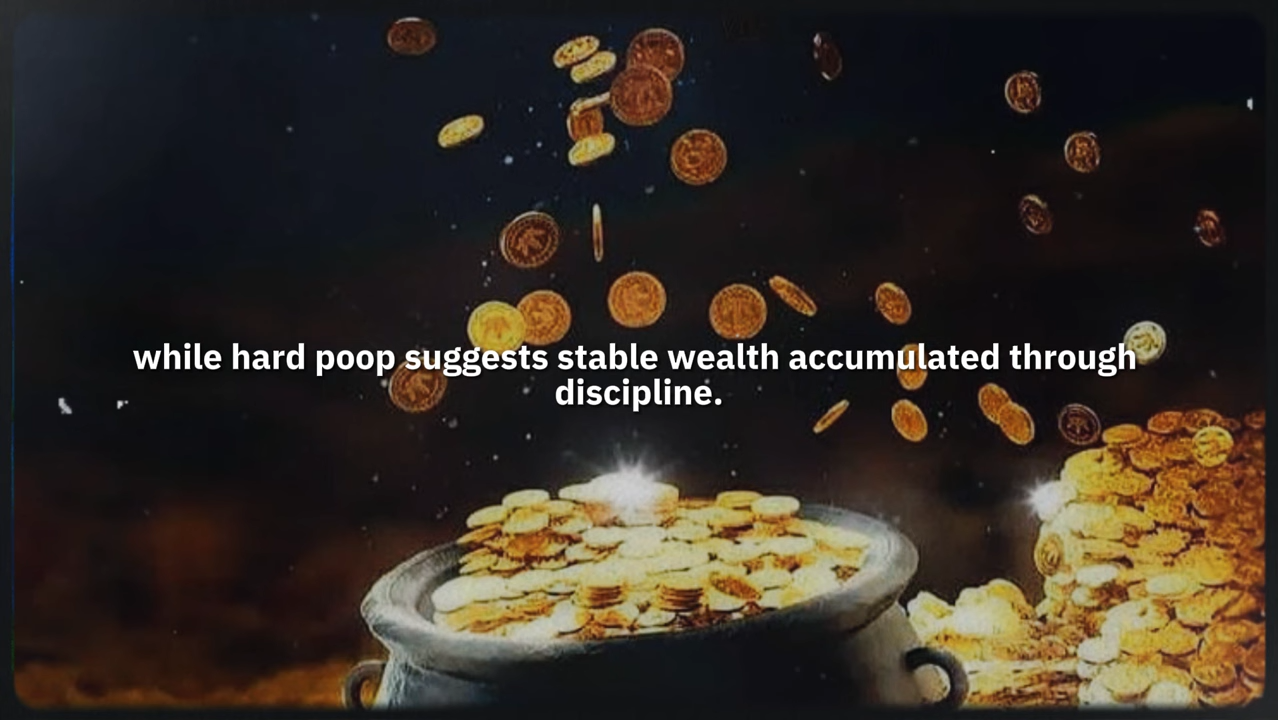 while hard poop suggests stable wealth accumulated through
discipline.